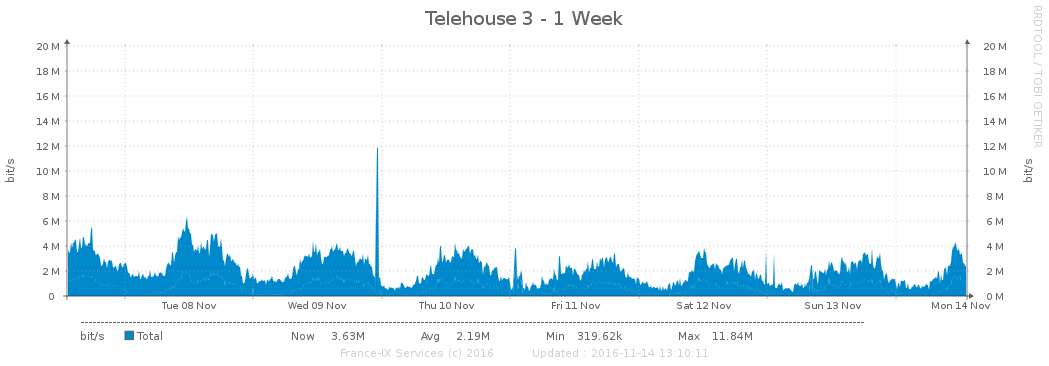 Telehouse 3 - 1 Week
RRDTOOL / TOBI OETIKER
20 M 20 M
18 M 18 M
16 M 16 M
14 M 14 M
12 M 12 M
10 M 10 M
8 M 8 M
6 M 6 M
4 M 4 M
2 M 2 M
0 0 M
bit/s bit/s
Tue 08 Nov Wed 09 Nov Thu 10 Nov Fri 11 Nov Sat 12 Nov Sun 13 Nov Mon 14 Nov
bit/s Total Now 3.63M Avg 2.19M Min 319.62k Max 11.84M
France-IX Services (c) 2016 Updated : 2016-11-14 13:10:11